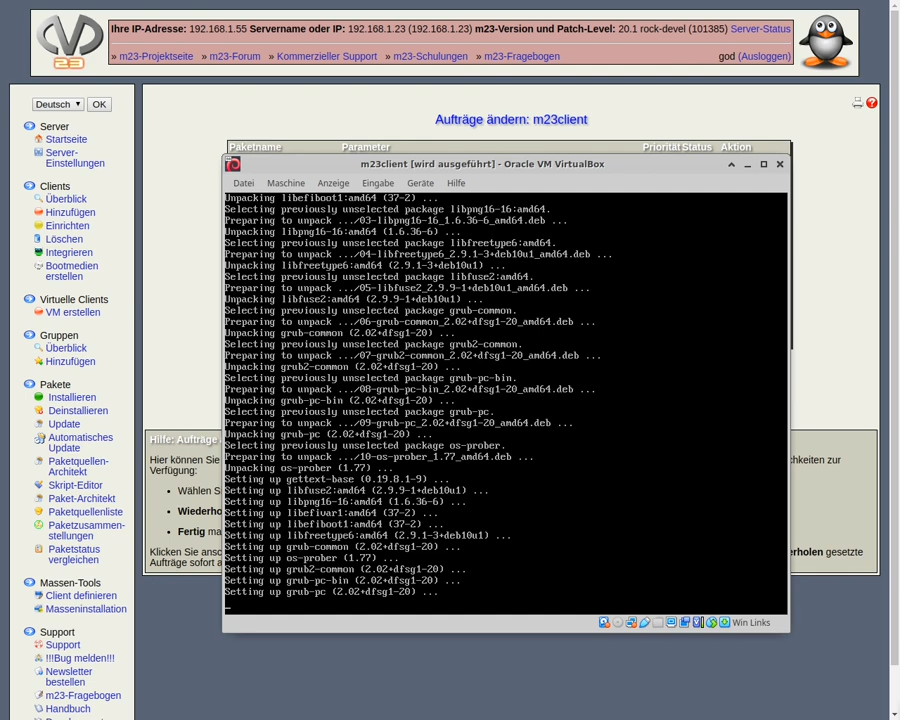 Ihre IP-Adresse: 192.168.1.55 Servername oder IP: 192.168.1.23 (192.168.1.23) m23-Version und Patch-Level: 20.1 rock-devel (101385) Server-Status
» m23-Projektseite » m23-Forum » Kommerzieller Support » m23-Schulungen » m23-Fragebogen god (Ausloggen)
23
Deutsch OK
Server
Startseite
Server-
Einstellungen
Clients
Überblick
Hinzufügen
Einrichten
Löschen
Integrieren
Bootmedien
erstellen
Virtuelle Clients
VM erstellen
Gruppen
Überblick
Hinzufügen
Pakete
Installieren
Deinstallieren
Update
Automatisches
Update
Paketquellen-
Architekt
Skript-Editor
Paket-Architekt
Paketquellenliste
Paketzusammen-
stellungen
Paketstatus
vergleichen
Massen-Tools
Client definieren
Masseninstallation
Support
Support
!!!Bug melden!!!
Newsletter
bestellen
m23-Fragebogen
Handbuch
Aufträge ändern: m23client
Paketname Parameter Priorität Status Aktion
m23client [wird ausgeführt] - Oracle VM VirtualBox
Datei Maschine Anzeige Eingabe Geräte Hilfe
Unpacking libefiboot1:amd64 (37-2) ...
Selecting previously unselected package libpng16-16:amd64.
Preparing to unpack .../03-libpng16-16_1.6.36-6_amd64.deb ...
Unpacking libpng16-16:amd64 (1.6.36-6) ...
Selecting previously unselected package libfreetype6:amd64.
Preparing to unpack .../04-libfreetype6_2.9.1-3+deb10u1_amd64.deb ...
Unpacking libfreetype6:amd64 (2.9.1-3+deb10u1) ...
Selecting previously unselected package libfuse2:amd64.
Preparing to unpack .../05-libfuse2_2.9.9-1+deb10u1_amd64.deb ...
Unpacking libfuse2:amd64 (2.9.9-1+deb10u1) ...
Selecting previously unselected package grub-common.
Preparing to unpack .../06-grub-common_2.02+dfsg1-20_amd64.deb ...
Unpacking grub-common (2.02+dfsg1-20) ...
Selecting previously unselected package grub2-common.
Preparing to unpack .../07-grub2-common_2.02+dfsg1-20_amd64.deb ...
Unpacking grub2-common (2.02+dfsg1-20) ...
Selecting previously unselected package grub-pc-bin.
Preparing to unpack .../08-grub-pc-bin_2.02+dfsg1-20_amd64.deb ...
Unpacking grub-pc-bin (2.02+dfsg1-20) ...
Selecting previously unselected package grub-pc.
Preparing to unpack .../09-grub-pc_2.02+dfsg1-20_amd64.deb ...
Unpacking grub-pc (2.02+dfsg1-20) ...
Selecting previously unselected package os-prober.
Preparing to unpack .../10-os-prober_1.77_amd64.deb ...
Unpacking os-prober (1.77) ...
Setting up gettext-base (0.19.8.1-9) ...
Setting up libfuse2:amd64 (2.9.9-1+deb10u1) ...
Setting up libpng16-16:amd64 (1.6.36-6) ...
Setting up libefivar1:amd64 (37-2) ...
Setting up libefiboot1:amd64 (37-2) ...
Setting up libfreetype6:amd64 (2.9.1-3+deb10u1) ...
Setting up grub-common (2.02+dfsg1-20) ...
Setting up os-prober (1.77) ...
Setting up grub2-common (2.02+dfsg1-20) ...
Setting up grub-pc-bin (2.02+dfsg1-20) ...
Setting up grub-pc (2.02+dfsg1-20) ...
Win Links
Hilfe: Aufträge
Hier können Sie chkeiten zur
Verfügung:
Wählen S
Wiederho
Fertig ma
Klicken Sie ansc erholen gesetzte
Aufträge sofort a